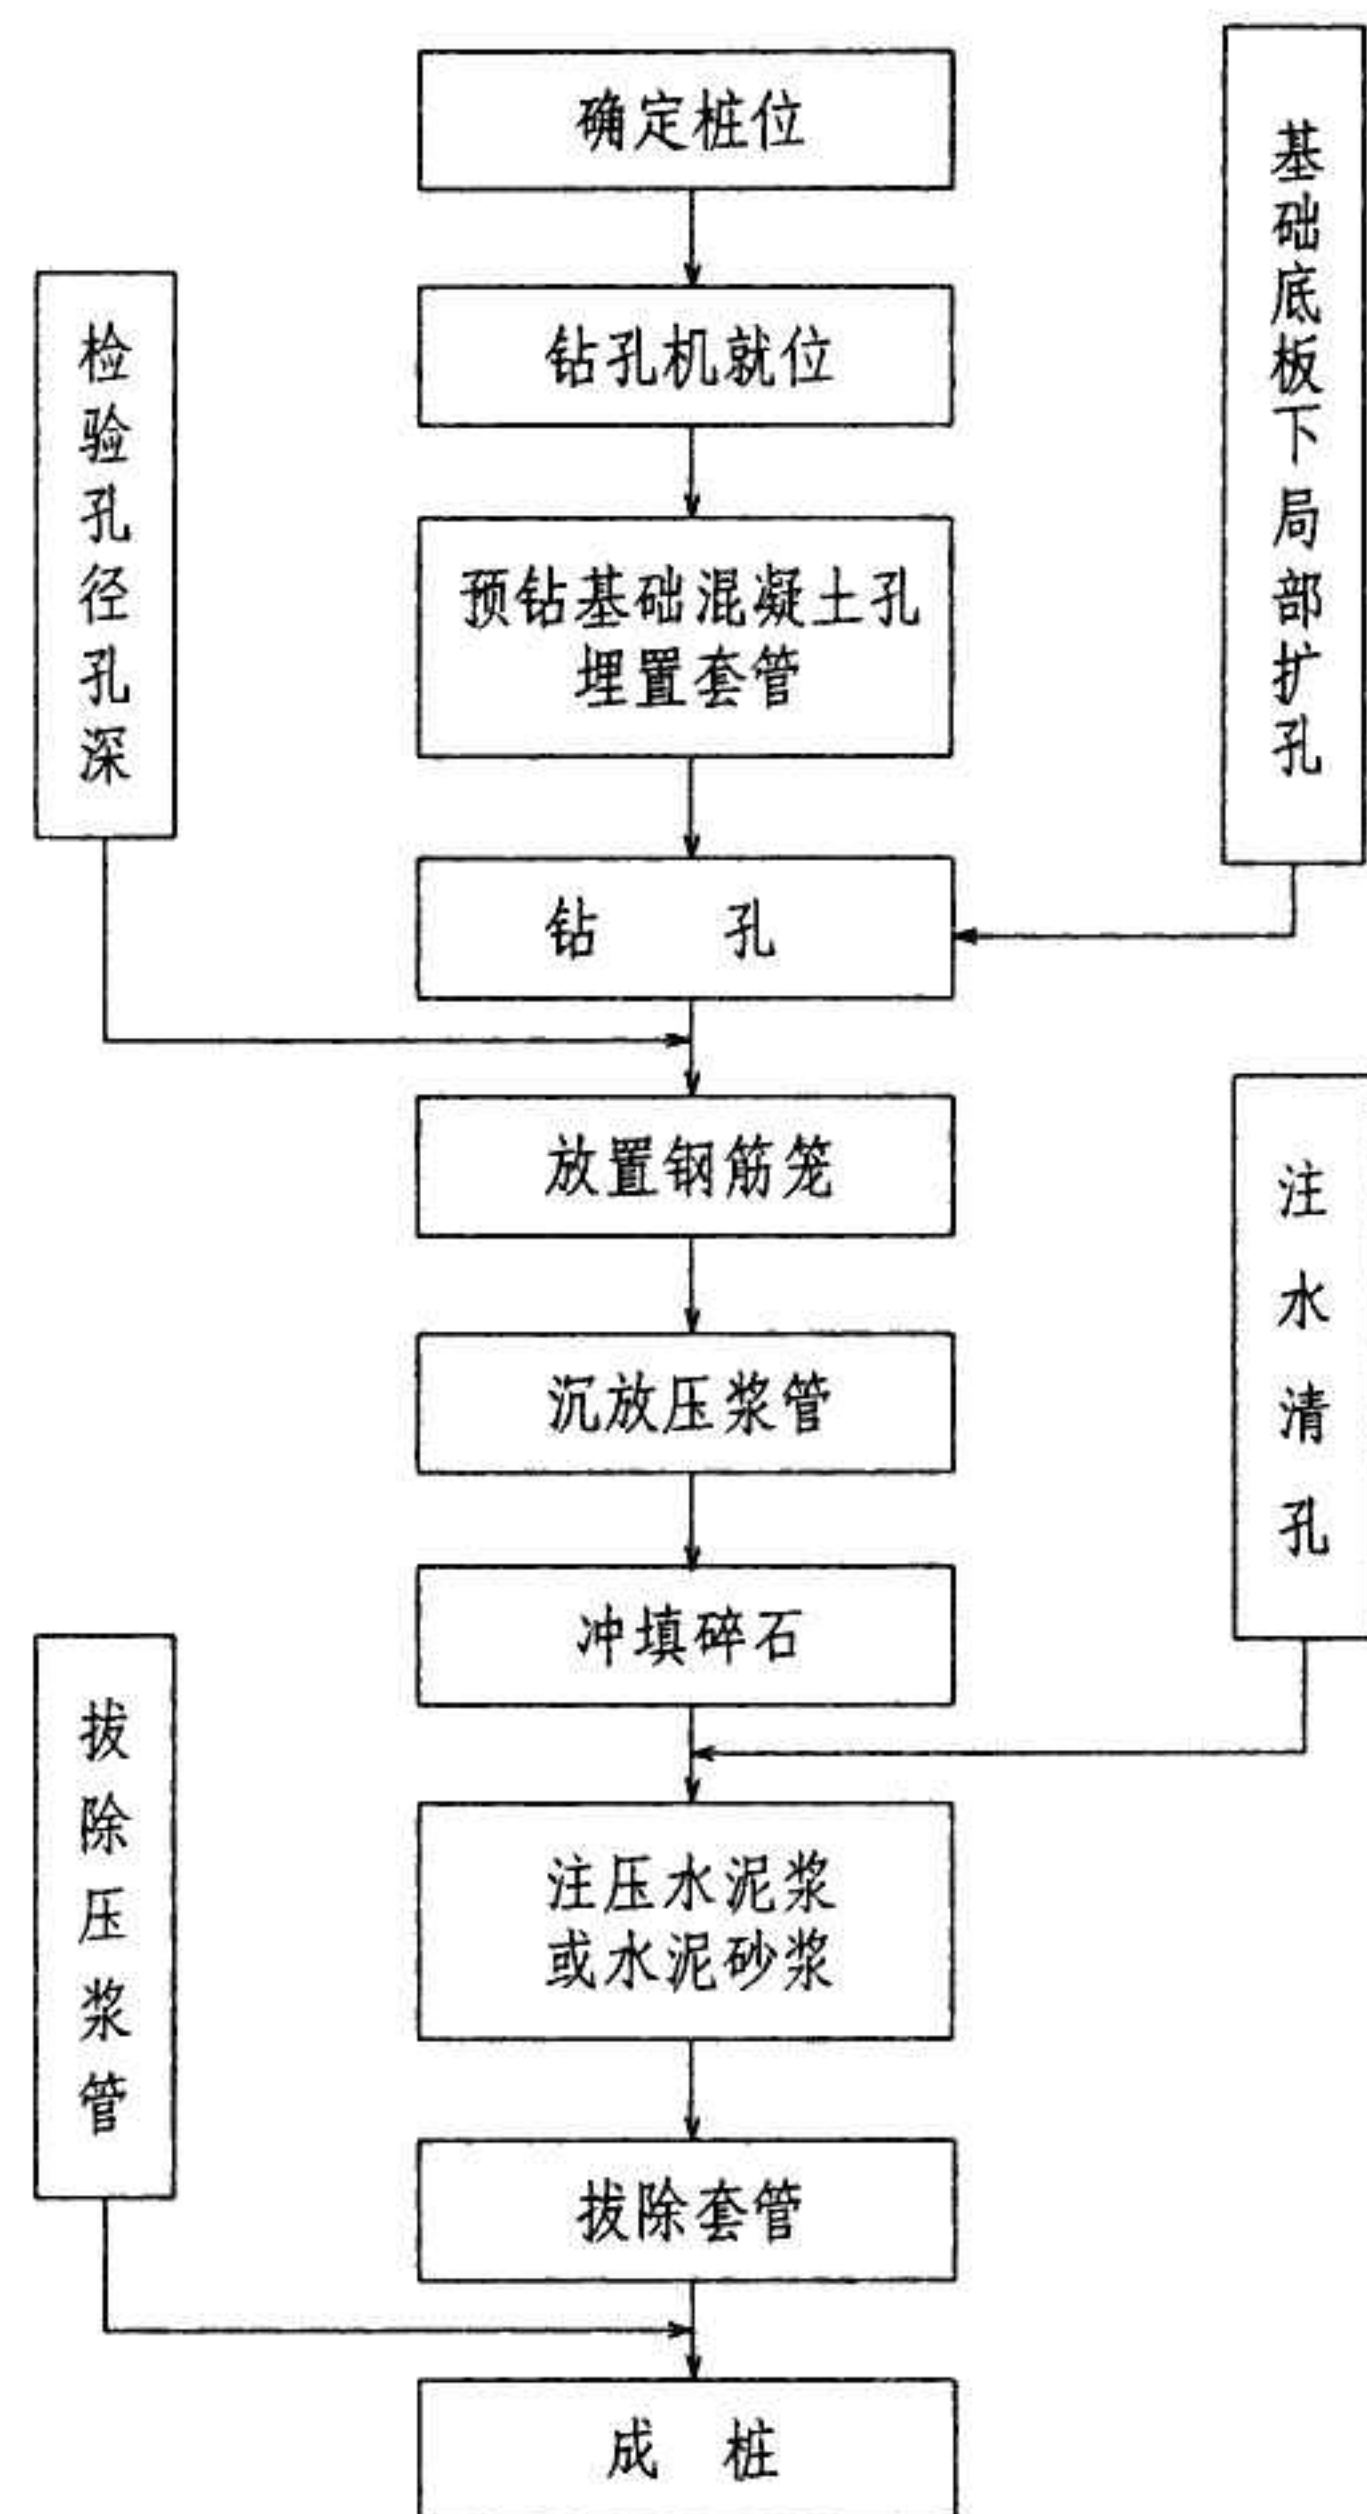 确定桩位
基础底板下局部扩孔
检验孔径孔深
钻孔机就位
预钻基础混凝土孔
埋置套管
钻 孔
放置钢筋笼
注水清孔
沉放压浆管
冲填碎石
拔除压浆管
注压水泥浆
或水泥砂浆
拔除套管
成 桩